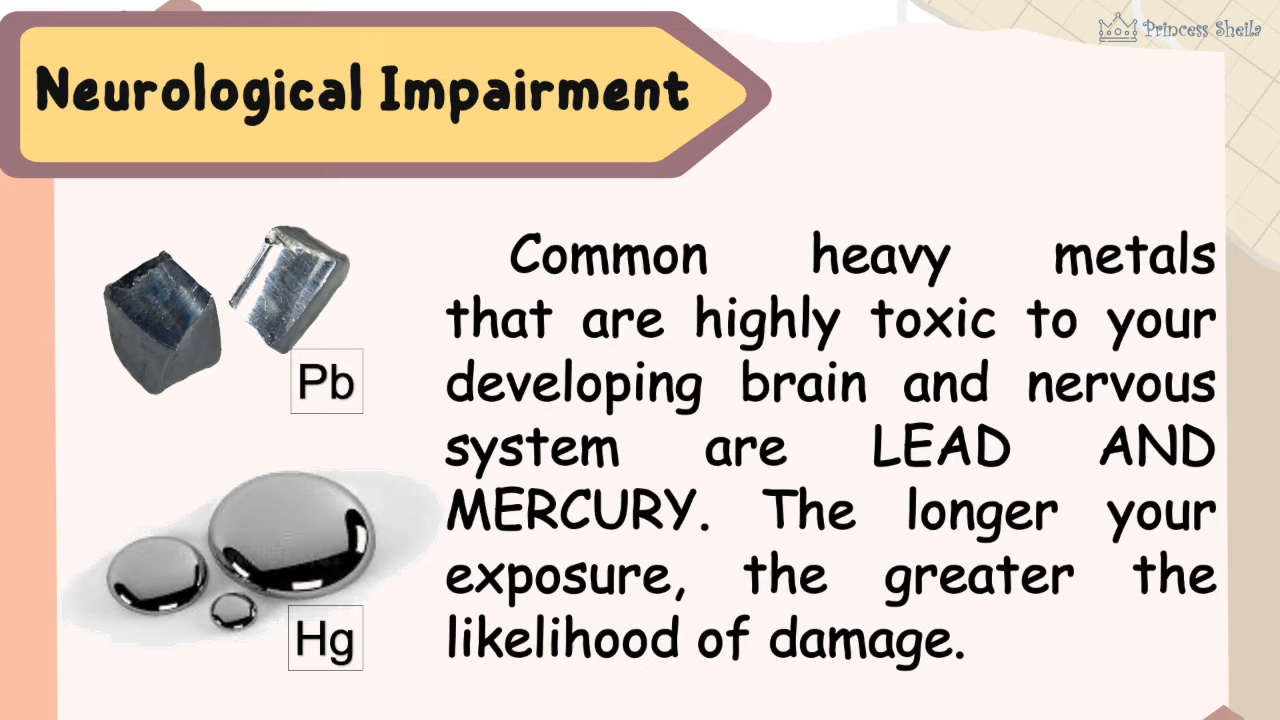 Princess Sheila
Neurological Impairment
Common heavy metals
that are highly toxic to your
developing brain and nervous
system are LEAD AND
MERCURY. The longer your
exposure, the greater the
likelihood of damage.
Pb
Hg